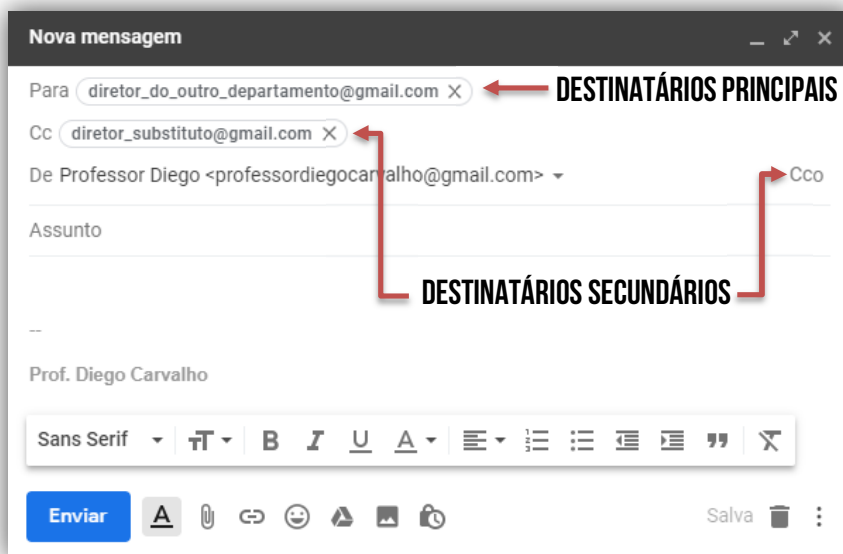 Nova mensagem
Para diretor_do_outro_departamento@gmail.com
DESTINATÁRIOS PRINCIPAIS
Cc diretor_substituto@gmail.com
De Professor Diego <professordiegocarvalho@gmail.com>
Cco
Assunto
DESTINATÁRIOS SECUNDÁRIOS
--
Prof. Diego Carvalho
Sans Serif
Enviar
Salva